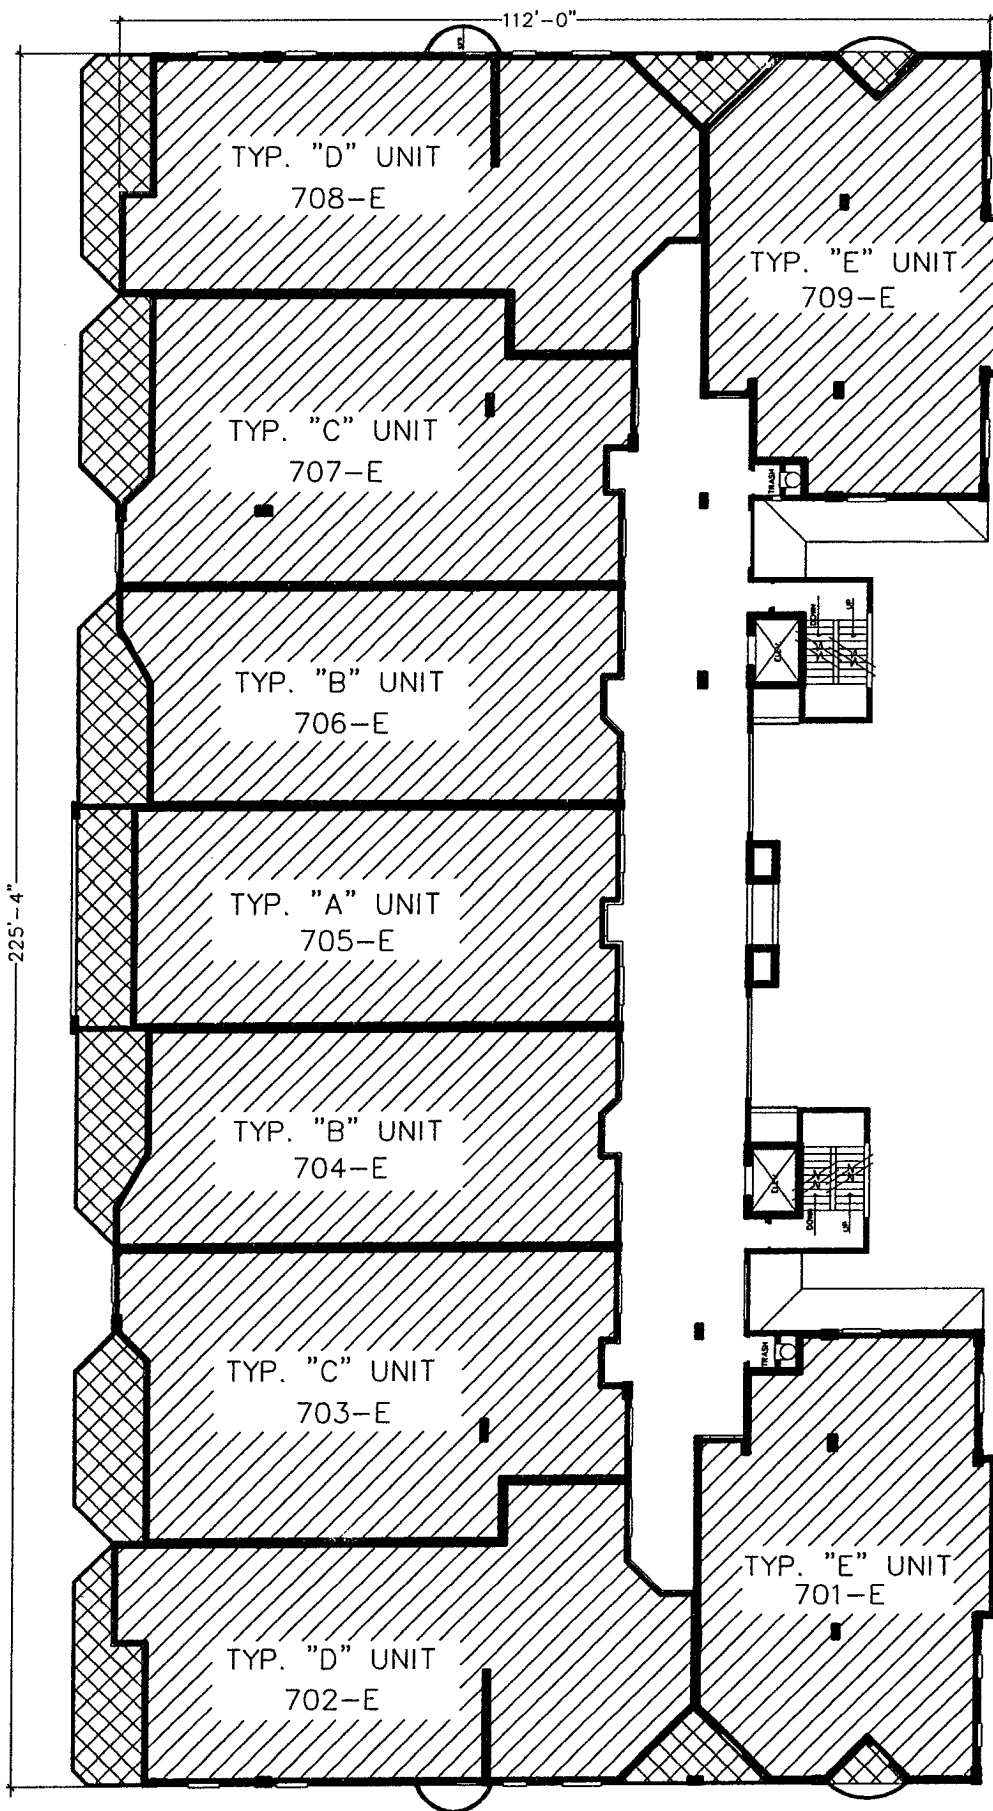 112'-0"
TYP. "D" UNIT
708-E
TYP. "E" UNIT
709-E
TYP. "C" UNIT
707-E
TRASH
DOWN
UP
ELEV.
TYP. "B" UNIT
706-E
225'-4"
TYP. "A" UNIT
705-E
TYP. "B" UNIT
704-E
DOWN
UP
TRASH
TYP. "C" UNIT
703-E
TYP. "E" UNIT
701-E
TYP. "D" UNIT
702-E